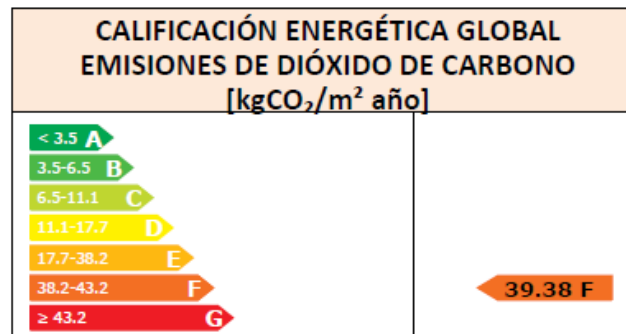 CALIFICACIÓN ENERGÉTICA GLOBAL
EMISIONES DE DIÓXIDO DE CARBONO
[kgCO₂/m² año]
< 3.5 A
3.5-6.5 B
6.5-11.1 C
11.1-17.7 D
17.7-38.2 E
38.2-43.2 F
39.38 F
≥ 43.2 G